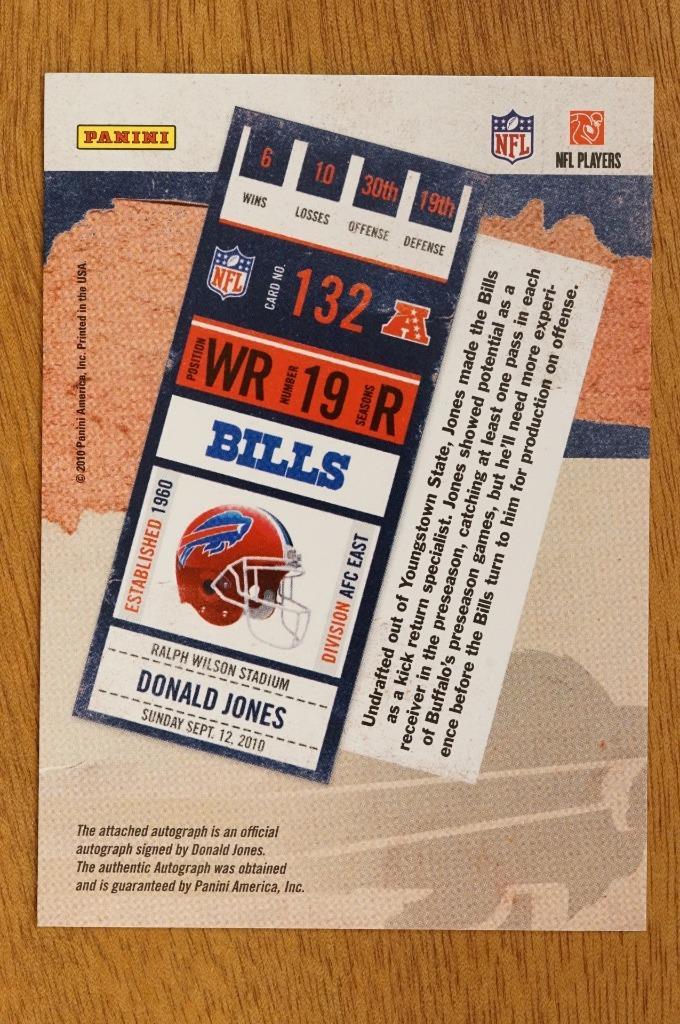 PANINI
NFL
NFL PLAYERS
6 10 30th 19th
WINS LOSSES OFFENSE DEFENSE
NFL
CARD NO. 132 A
POSITION WR NUMBER 19 SEASONS R
BILLS
ESTABLISHED 1960
DIVISION AFC EAST
RALPH WILSON STADIUM
DONALD JONES
SUNDAY SEPT. 12, 2010
Undrafted out of Youngstown State, Jones made the Bills
as a kick return specialist. Jones showed potential as a
receiver in the preseason, catching at least one pass in each
of Buffalo's preseason games, but he'll need more experi-
ence before the Bills turn to him for production on offense.
© 2010 Panini America, Inc. Printed in the USA.
The attached autograph is an official
autograph signed by Donald Jones.
The authentic Autograph was obtained
and is guaranteed by Panini America, Inc.